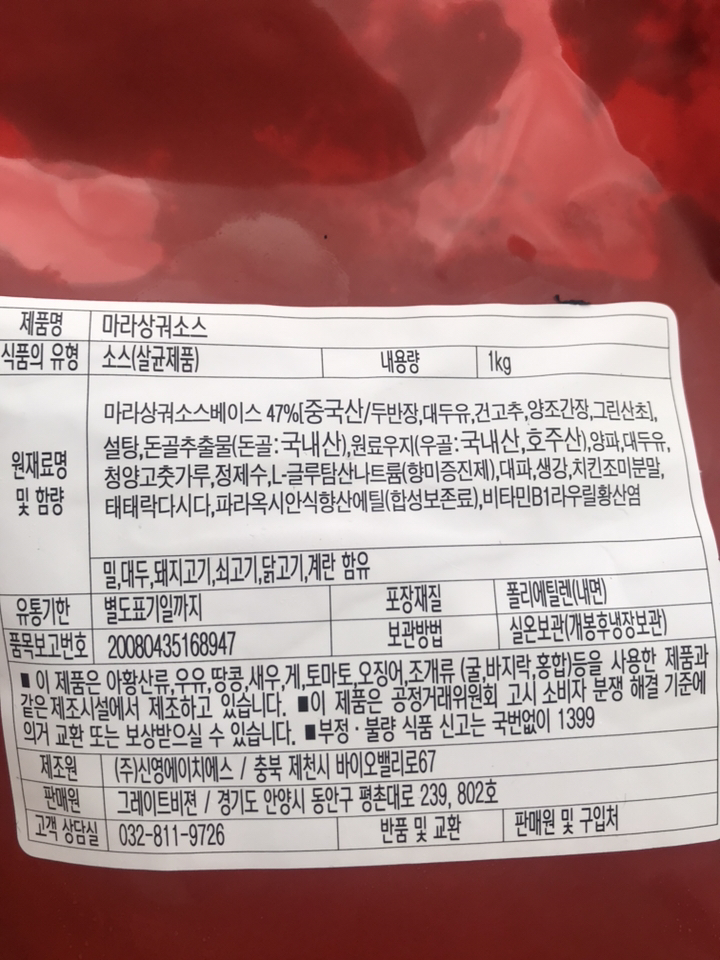 제품명 마라샹궈소스
식품의 유형 소스(살균제품) 내용량 1kg
원재료명 및 함량
마라샹궈소스베이스 47%[중국산/두반장,대두유,건고추,양조간장,그린산초],
설탕,돈골추출물(돈골:국내산),원료우지(우골:국내산,호주산),양파,대두유,
청양고춧가루,정제수,L-글루탐산나트륨(향미증진제),대파,생강,치킨조미분말,
태태락다시다,파라옥시안식향산에틸(합성보존료),비타민B1라우릴황산염
밀,대두,돼지고기,쇠고기,닭고기,계란 함유
유통기한 별도표기일까지 포장재질 폴리에틸렌(내면)
품목보고번호 20080435168947 보관방법 실온보관(개봉후냉장보관)
■ 이 제품은 아황산류,우유,땅콩,새우,게,토마토,오징어,조개류 (굴,바지락,홍합)등을 사용한 제품과
같은 제조시설에서 제조하고 있습니다. ■이 제품은 공정거래위원회 고시 소비자 분쟁 해결 기준에
의거 교환 또는 보상받으실 수 있습니다. ■부정·불량 식품 신고는 국번없이 1399
제조원 (주)신영에이치에스 / 충북 제천시 바이오밸리로67
판매원 그레이트비젼 / 경기도 안양시 동안구 평촌대로 239, 802호
고객 상담실 032-811-9726 반품 및 교환 판매원 및 구입처